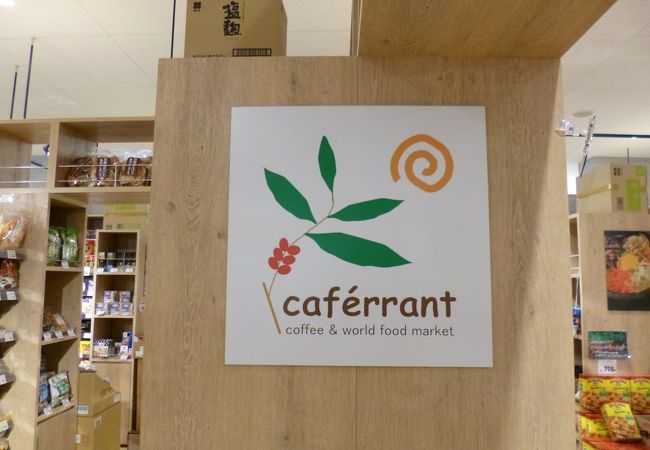 塩麹
caférrant
coffee & world food market
798